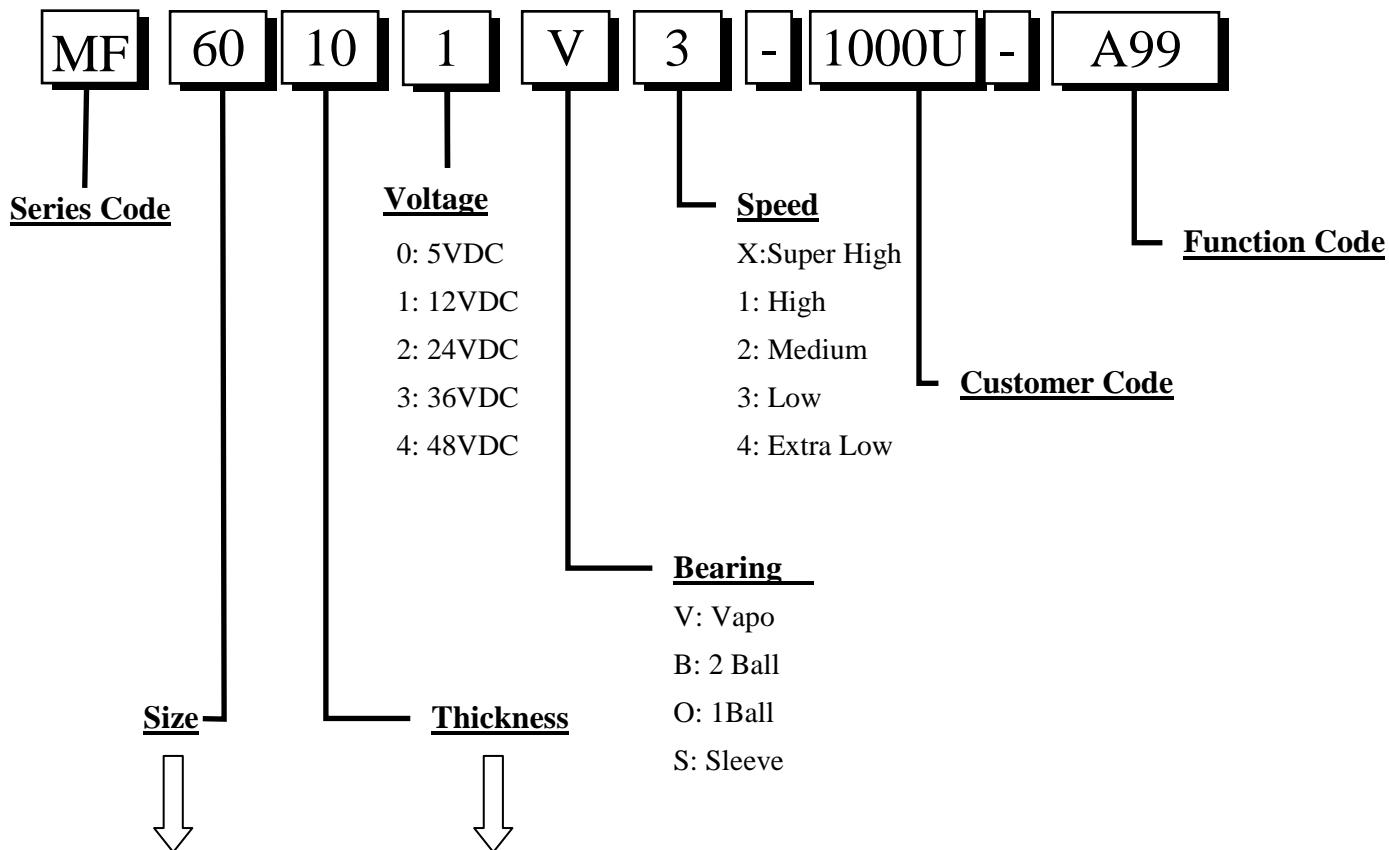 MF 60 10 1 V 3 - 1000U - A99
Series Code
Voltage
0: 5VDC
1: 12VDC
2: 24VDC
3: 36VDC
4: 48VDC
Speed
X:Super High
1: High
2: Medium
3: Low
4: Extra Low
Function Code
Customer Code
Bearing
V: Vapo
B: 2 Ball
O: 1Ball
S: Sleeve
Size
Thickness